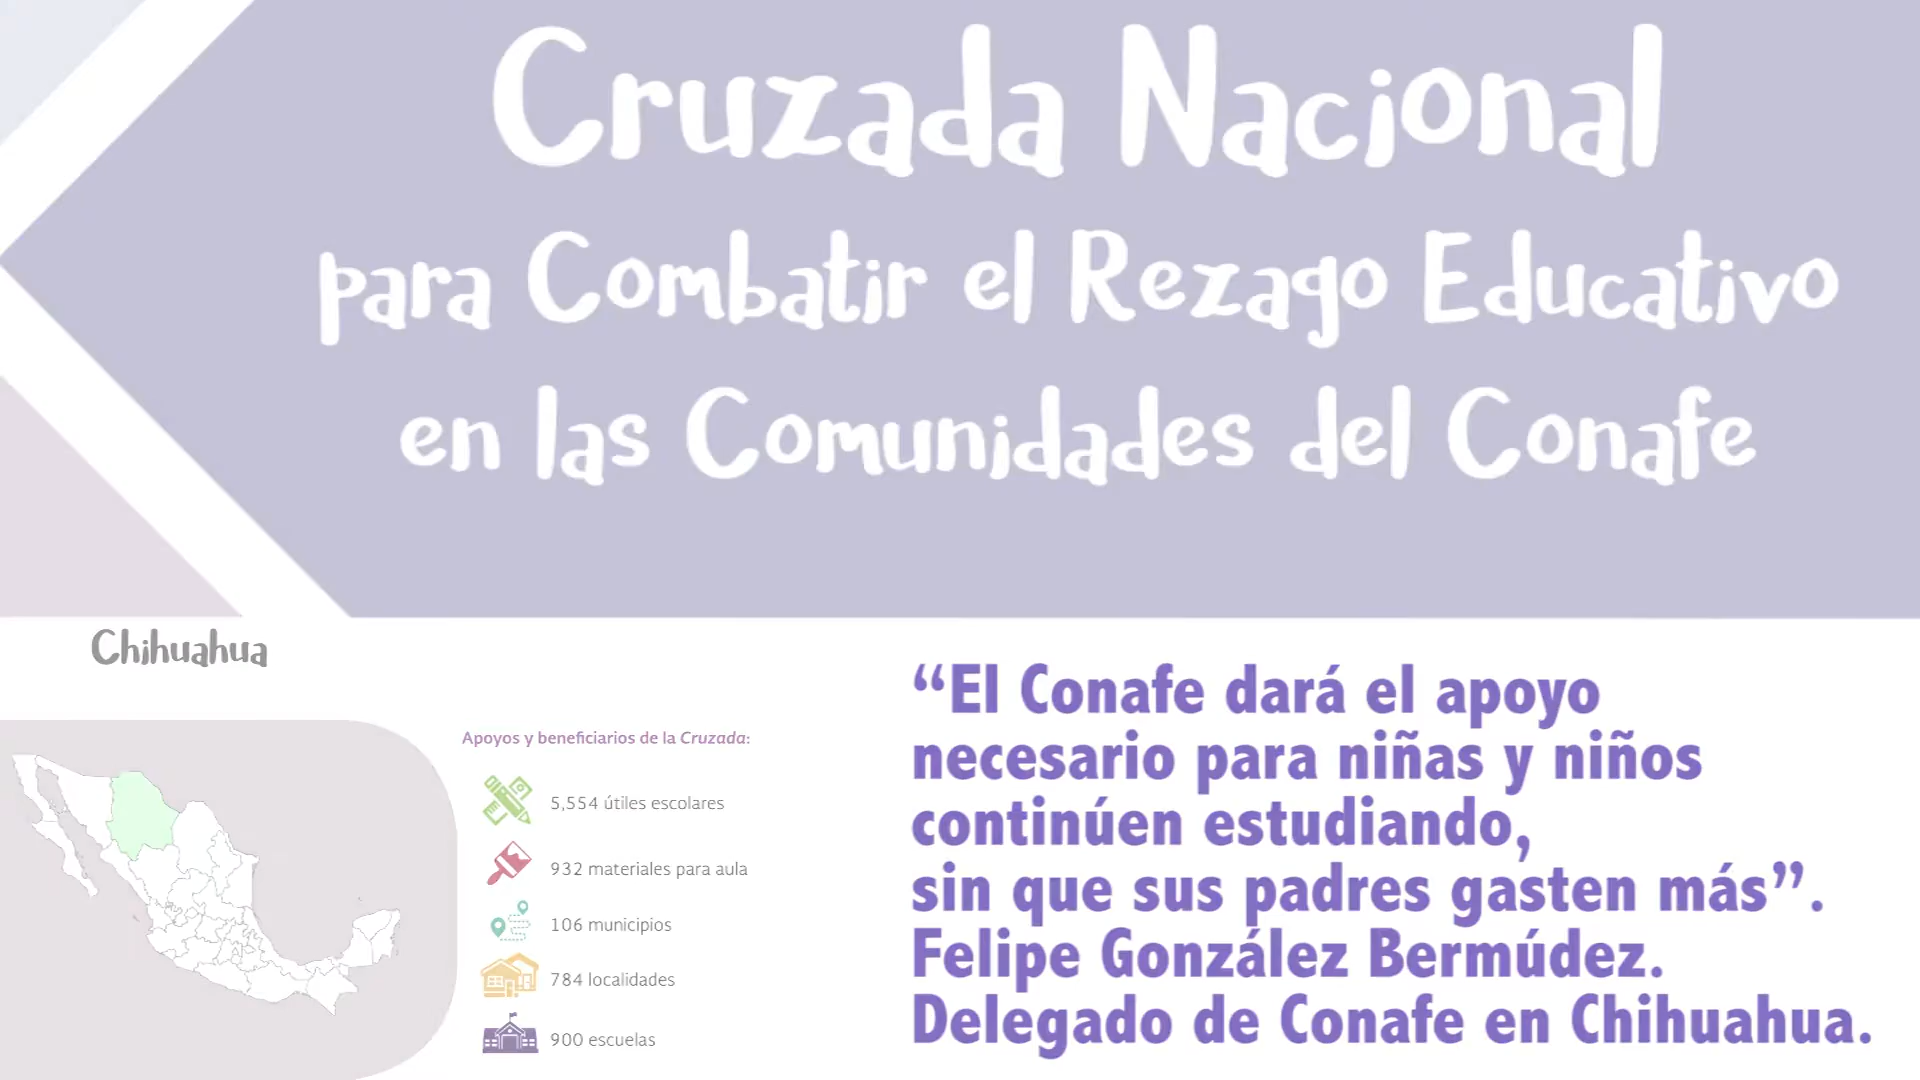 Cruzada Nacional
para Combatir el Rezago Educativo
en las Comunidades del Conafe
Chihuahua
Apoyos y beneficiarios de la Cruzada:
5,554 útiles escolares
932 materiales para aula
106 municipios
784 localidades
900 escuelas
“El Conafe dará el apoyo
necesario para niñas y niños
continúen estudiando,
sin que sus padres gasten más”.
Felipe González Bermúdez.
Delegado de Conafe en Chihuahua.